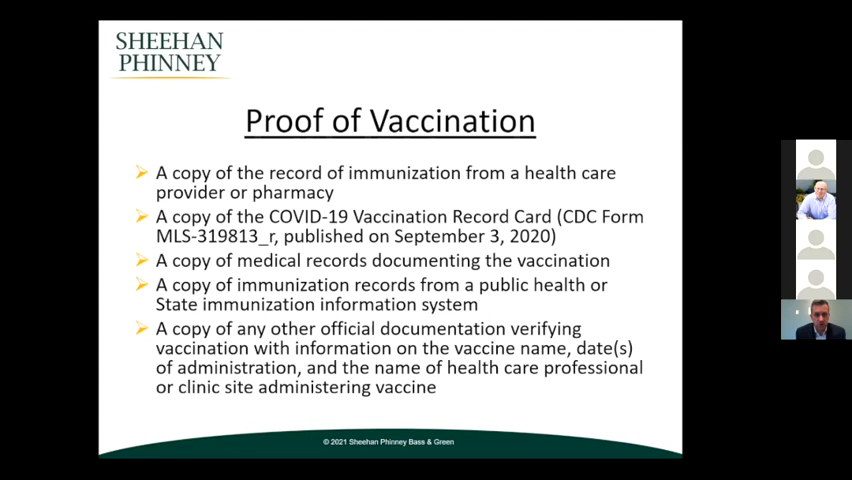 SHEEHAN
PHINNEY
Proof of Vaccination
A copy of the record of immunization from a health care
provider or pharmacy
A copy of the COVID-19 Vaccination Record Card (CDC Form
MLS-319813_r, published on September 3, 2020)
A copy of medical records documenting the vaccination
A copy of immunization records from a public health or
State immunization information system
A copy of any other official documentation verifying
vaccination with information on the vaccine name, date(s)
of administration, and the name of health care professional
or clinic site administering vaccine
© 2021 Sheehan Phinney Bass & Green